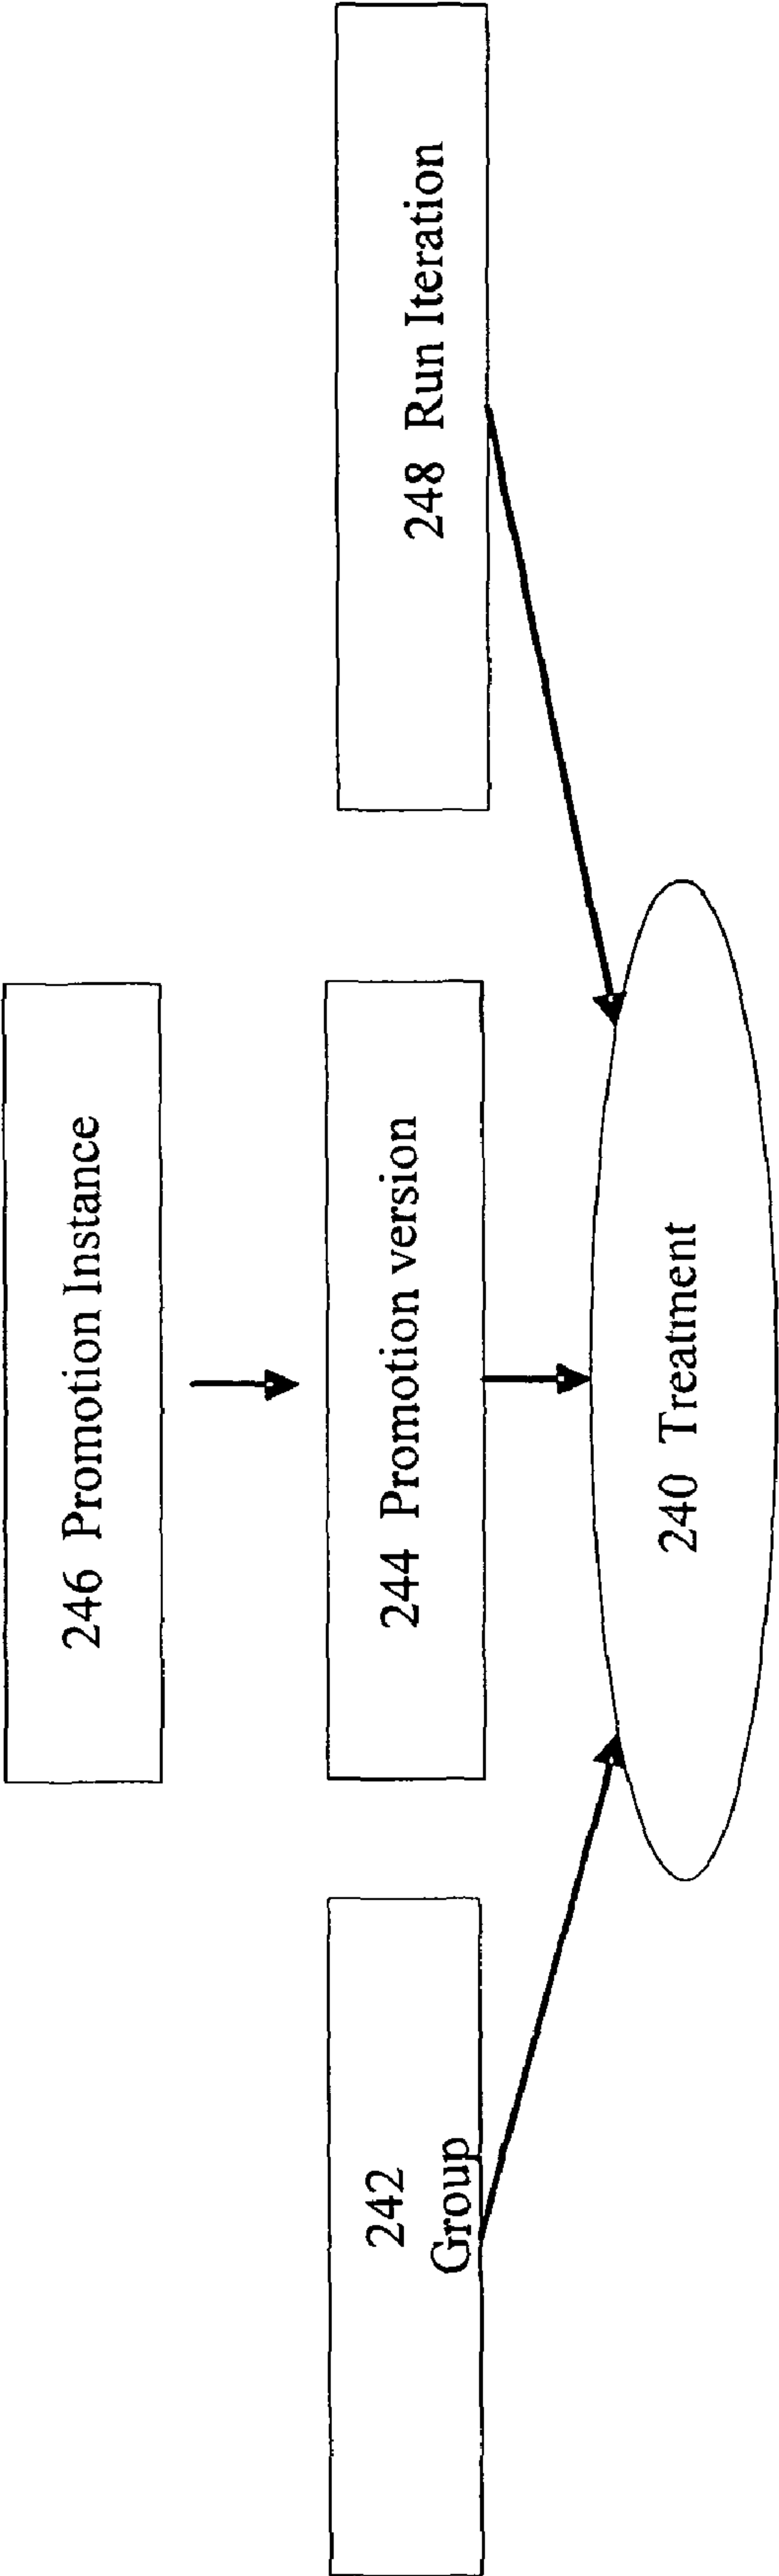 246 Promotion Instance
242
Group
244 Promotion version
248 Run Iteration
240 Treatment